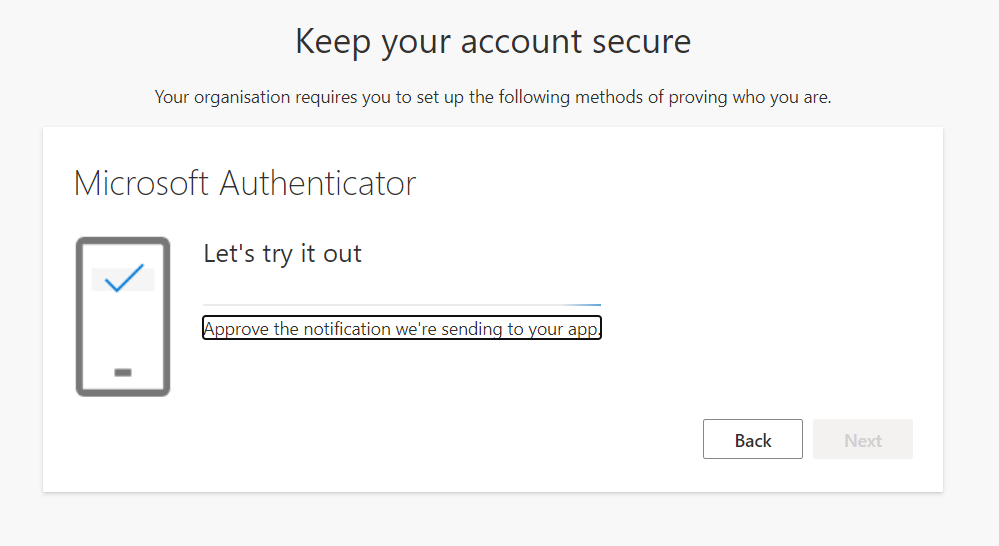 Keep your account secure
Your organisation requires you to set up the following methods of proving who you are.
Microsoft Authenticator
Let's try it out
Approve the notification we're sending to your app.
Back
Next